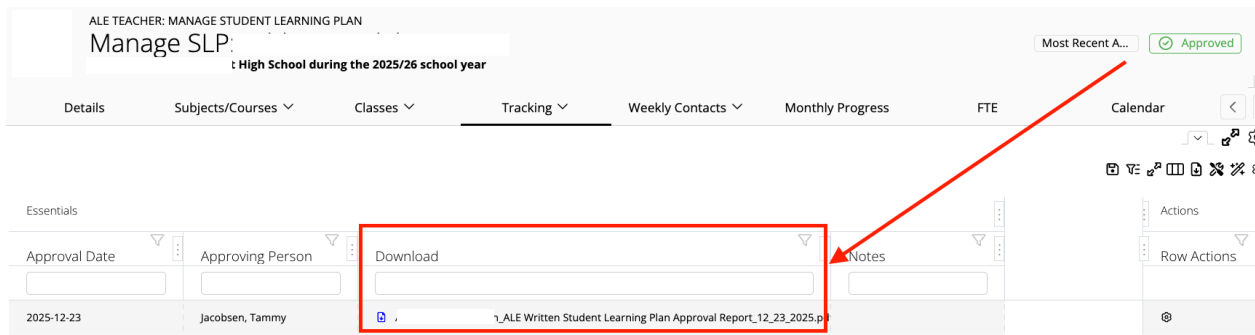 ALE TEACHER: MANAGE STUDENT LEARNING PLAN
Manage SLP:
t High School during the 2025/26 school year
Most Recent A...
Approved
Details
Subjects/Courses
Classes
Tracking
Weekly Contacts
Monthly Progress
FTE
Calendar
Essentials
Actions
Approval Date
Approving Person
Download
Notes
Row Actions
2025-12-23
Jacobsen, Tammy
_ALE Written Student Learning Plan Approval Report_12_23_2025.pdf